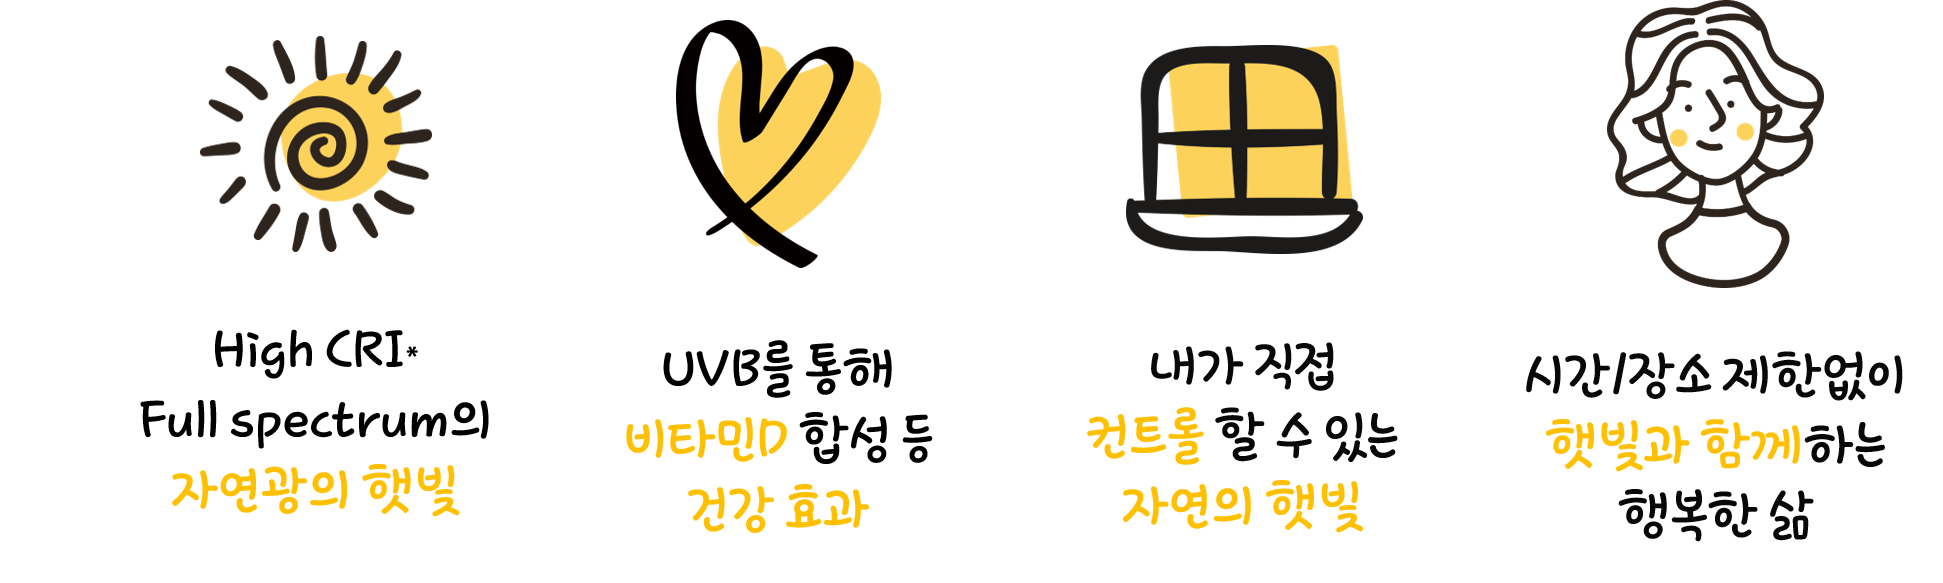 High CRI*
Full spectrum의
자연광의 햇빛
UVB를 통해
비타민D 합성 등
건강 효과
내가 직접
컨트롤 할 수 있는
자연의 햇빛
시간/장소 제한없이
햇빛과 함께하는
행복한 삶